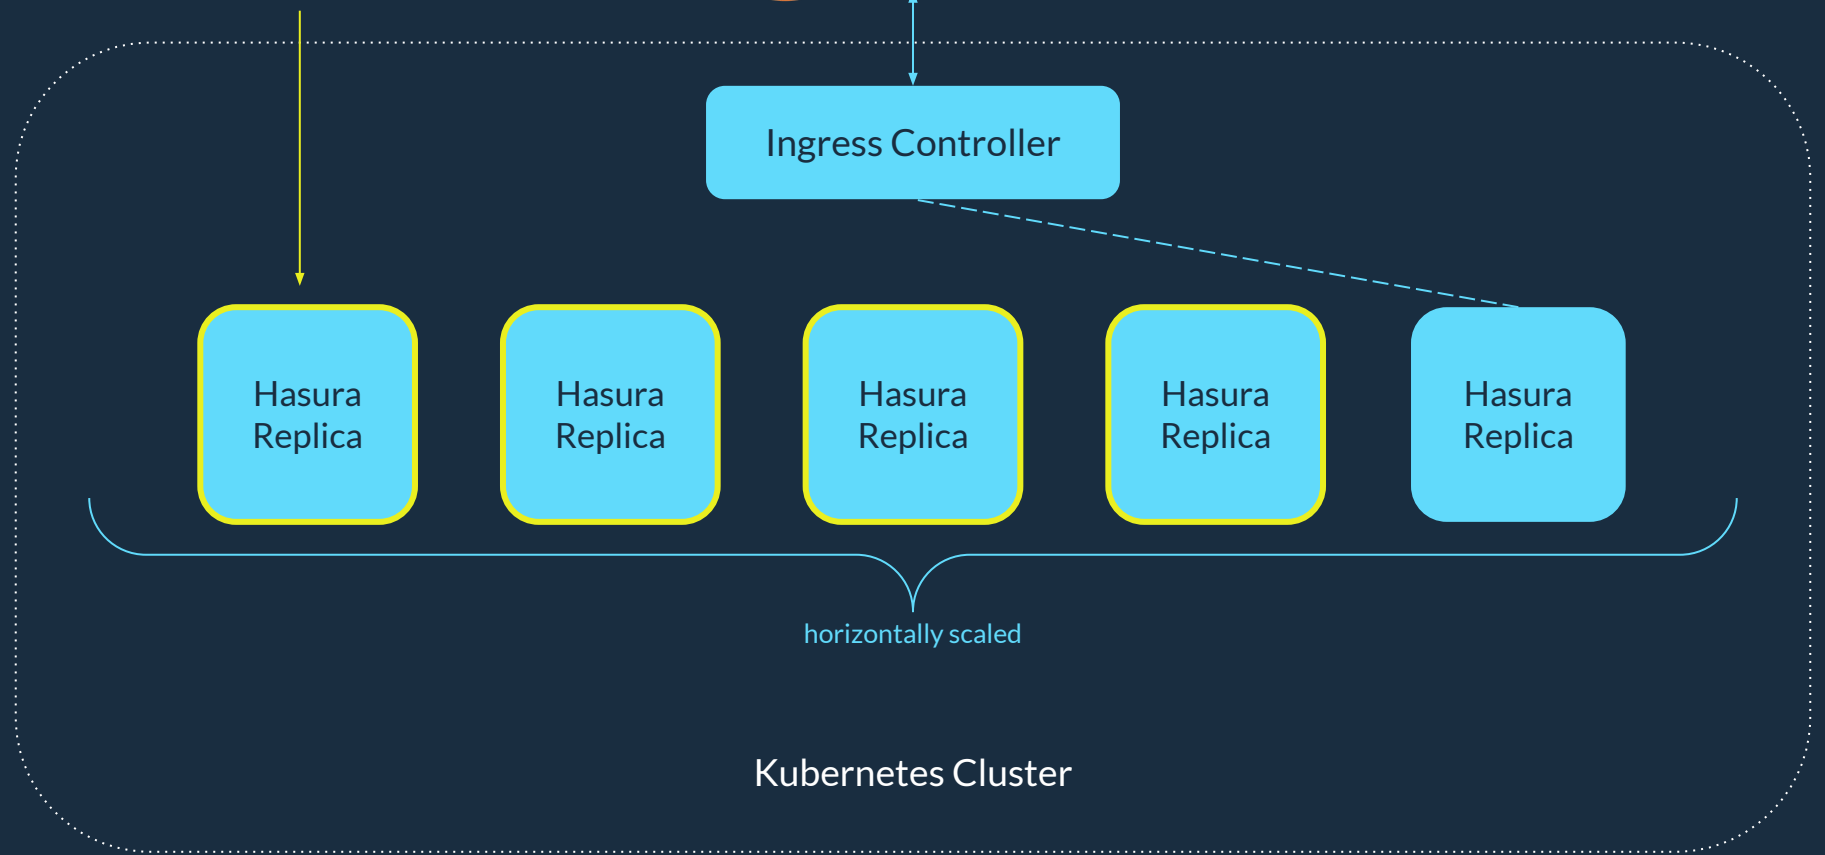 Ingress Controller
Hasura
Replica
Hasura
Replica
Hasura
Replica
Hasura
Replica
Hasura
Replica
horizontally scaled
Kubernetes Cluster